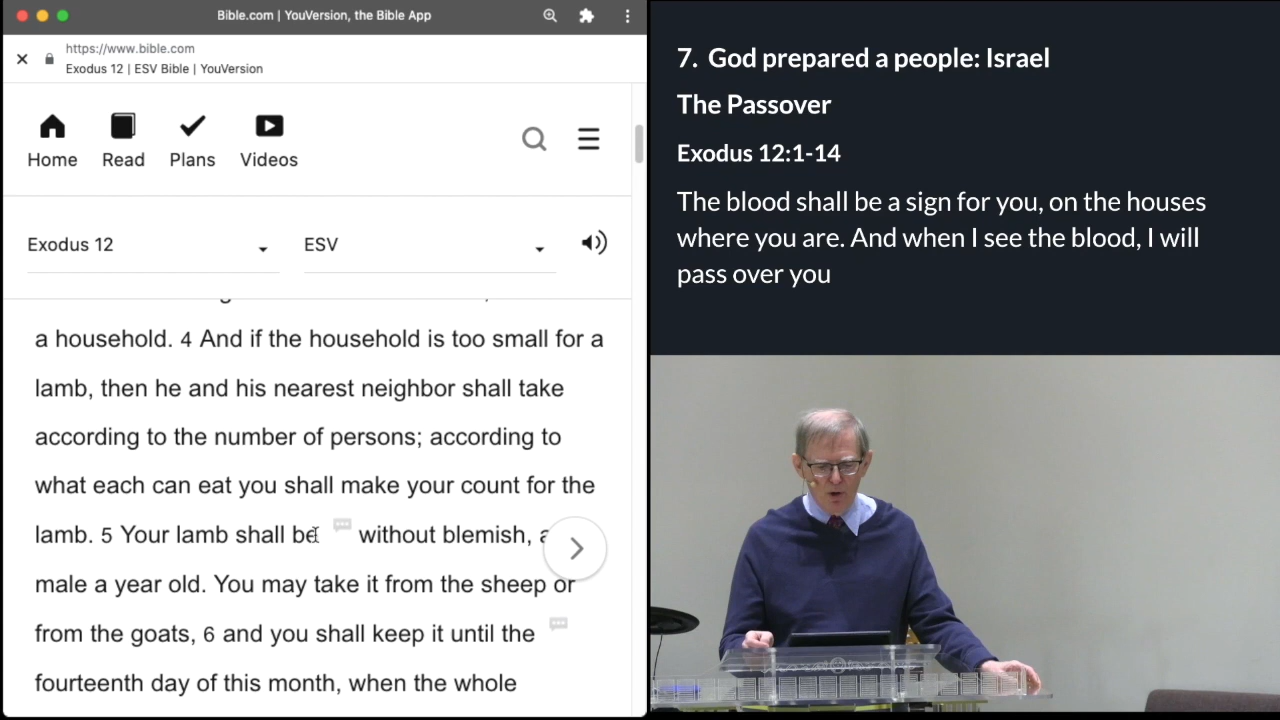 Bible.com | YouVersion, the Bible App
https://www.bible.com
Exodus 12 | ESV Bible | YouVersion
Home Read Plans Videos
Exodus 12
ESV
a household. 4 And if the household is too small for a
lamb, then he and his nearest neighbor shall take
according to the number of persons; according to
what each can eat you shall make your count for the
lamb. 5 Your lamb shall be without blemish, a
male a year old. You may take it from the sheep or
from the goats, 6 and you shall keep it until the
fourteenth day of this month, when the whole
7. God prepared a people: Israel
The Passover
Exodus 12:1-14
The blood shall be a sign for you, on the houses
where you are. And when I see the blood, I will
pass over you